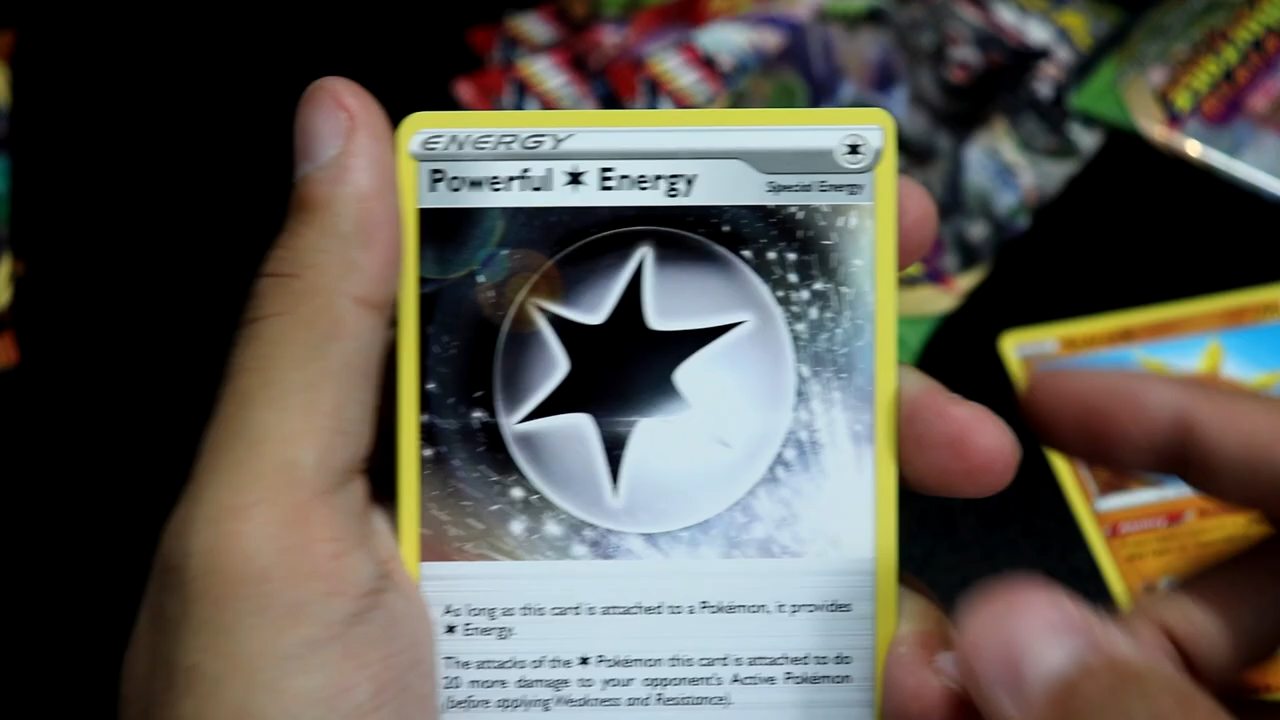 ENERGY
Powerful Energy
Special Energy
As long as this card is attached to a Pokémon, it provides
Energy.
The attacks of the Pokémon this card is attached to do
20 more damage to your opponent's Active Pokémon
(before applying Weakness and Resistance).